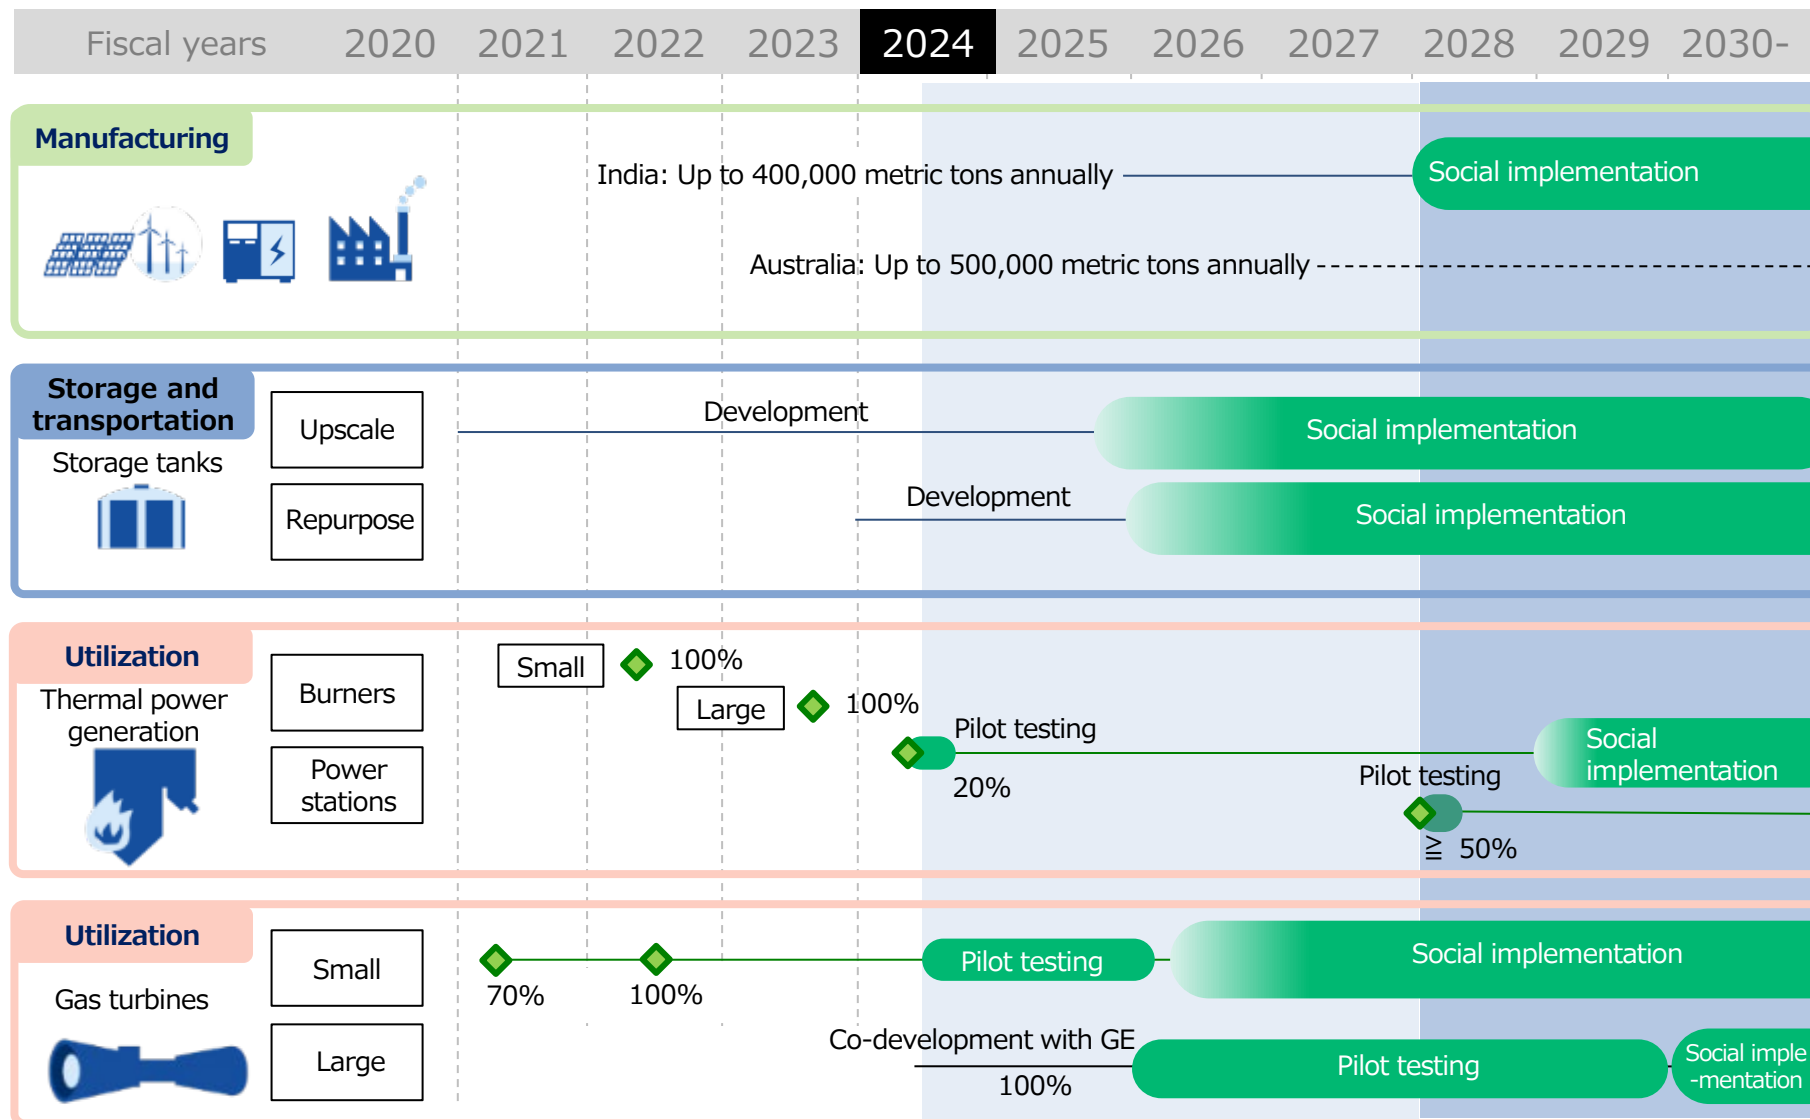 Fiscal years 2020 2021 2022 2023 2024 2025 2026 2027 2028 2029 2030-
Manufacturing
India: Up to 400,000 metric tons annually
Social implementation
Australia: Up to 500,000 metric tons annually
Storage and
transportation
Storage tanks
Upscale
Development
Social implementation
Repurpose
Development
Social implementation
Utilization
Thermal power
generation
Burners
Small
100%
Large
100%
Power
stations
Pilot testing
20%
Social
implementation
Pilot testing
≧ 50%
Utilization
Gas turbines
Small
70%
100%
Pilot testing
Social implementation
Large
Co-development with GE
100%
Pilot testing
Social imple
-mentation